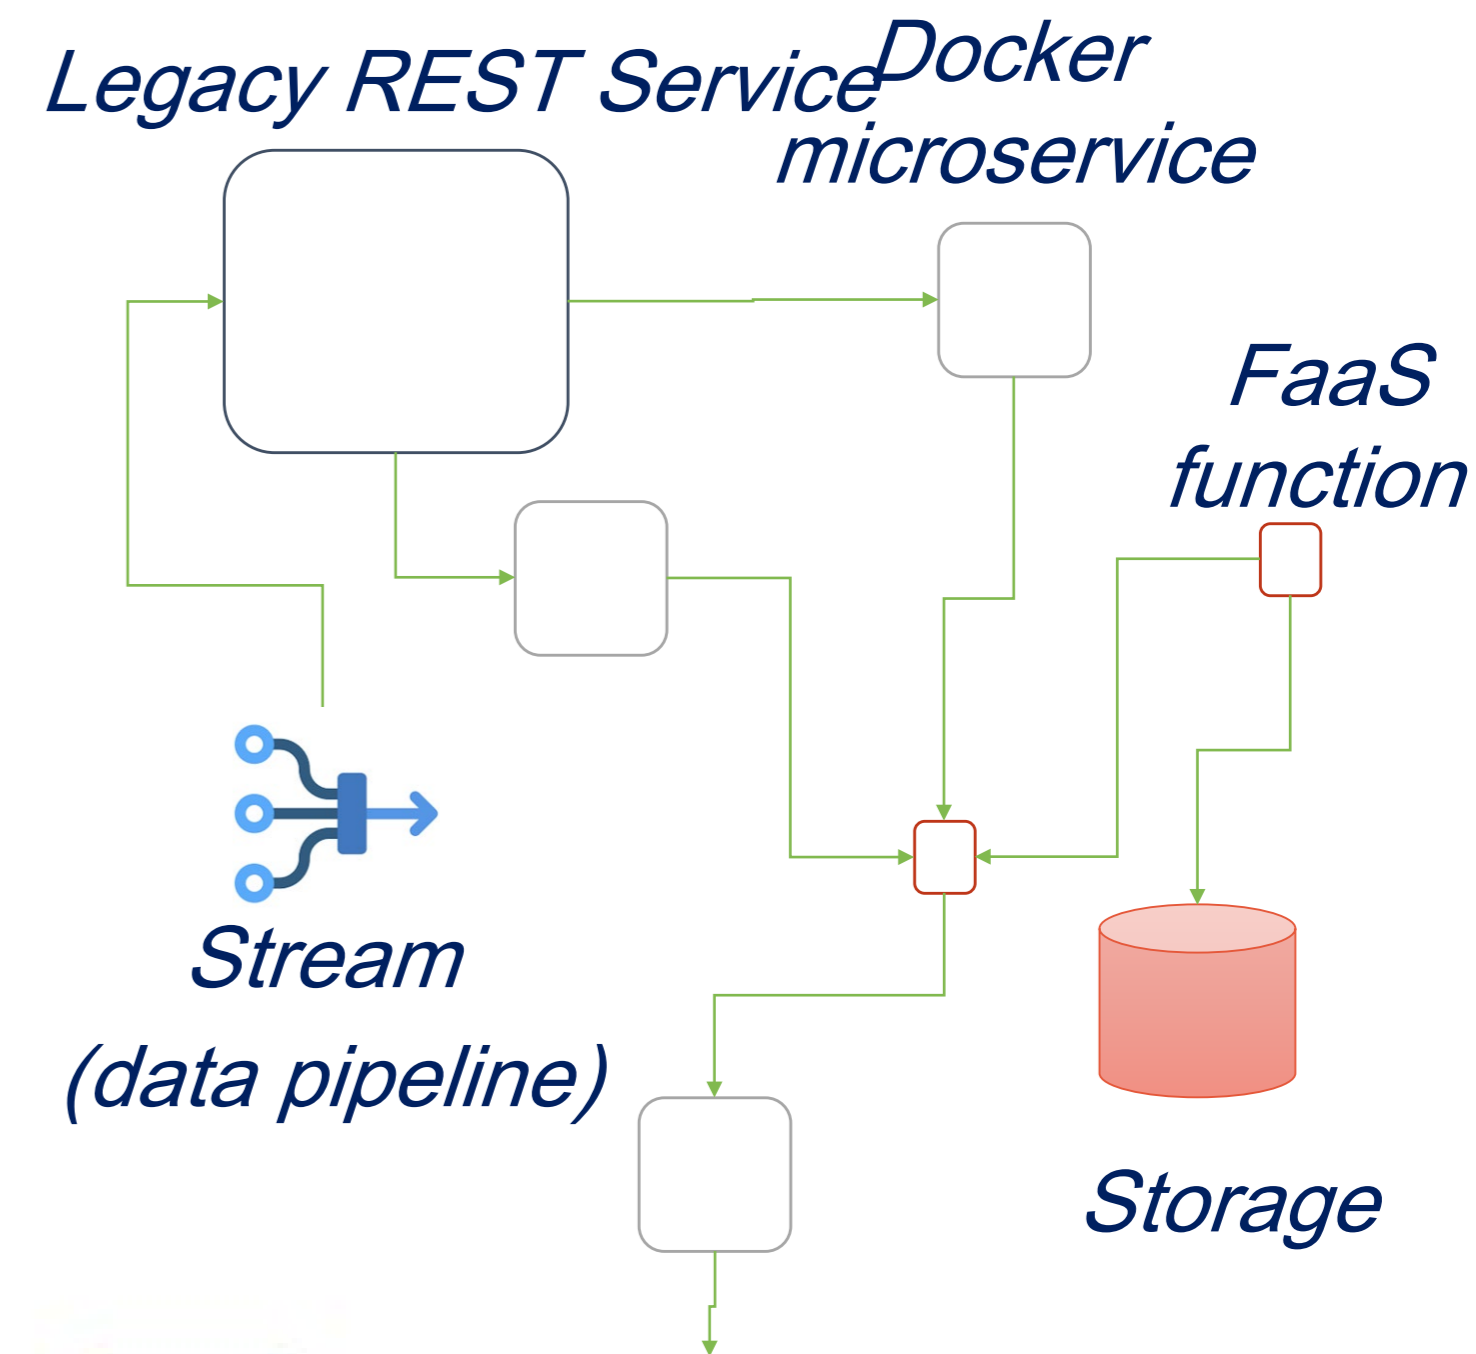 Legacy REST Service
Docker
microservice
FaaS
function
Stream
(data pipeline)
Storage